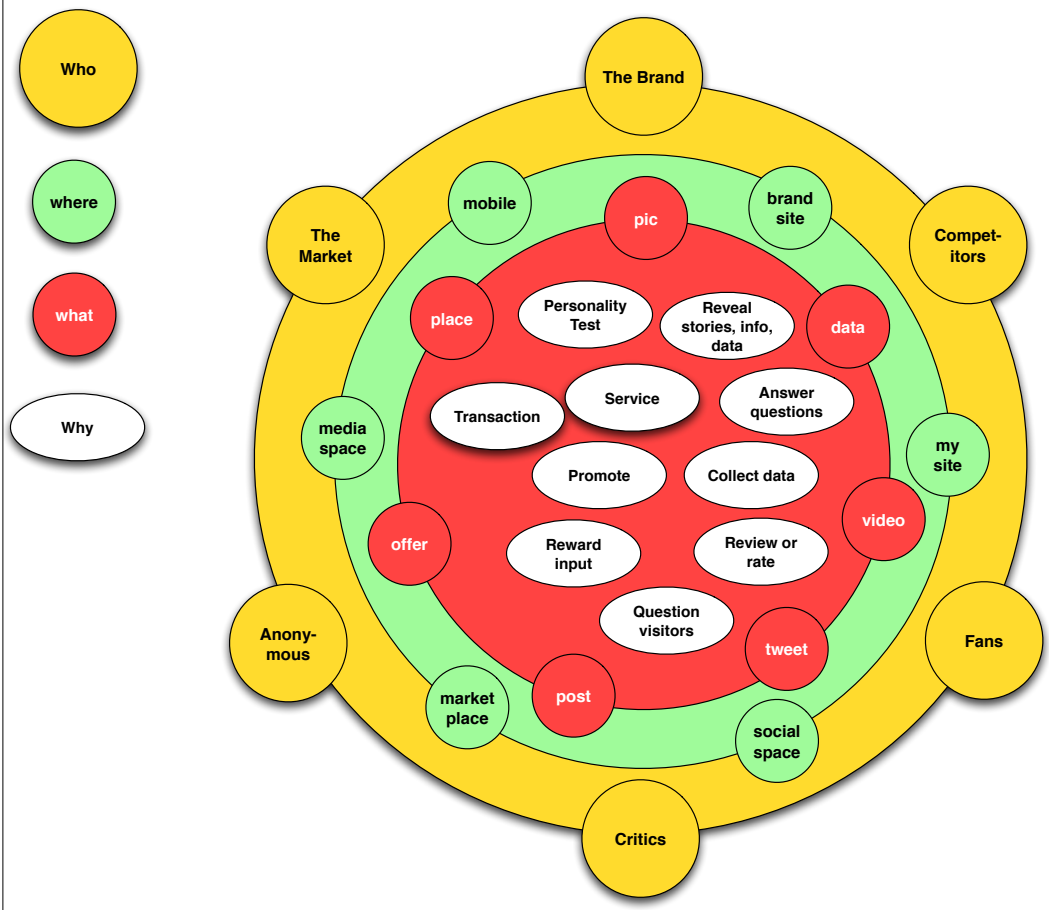 Who
where
what
Why
The Brand
mobile
brand
site
pic
The
Market
Compet-
itors
place
Personality
Test
Reveal
stories, info,
data
data
Transaction
Service
Answer
questions
media
space
my
site
Promote
Collect data
offer
video
Reward
input
Review or
rate
Question
visitors
Anony-
mous
Fans
tweet
market
place
post
social
space
Critics